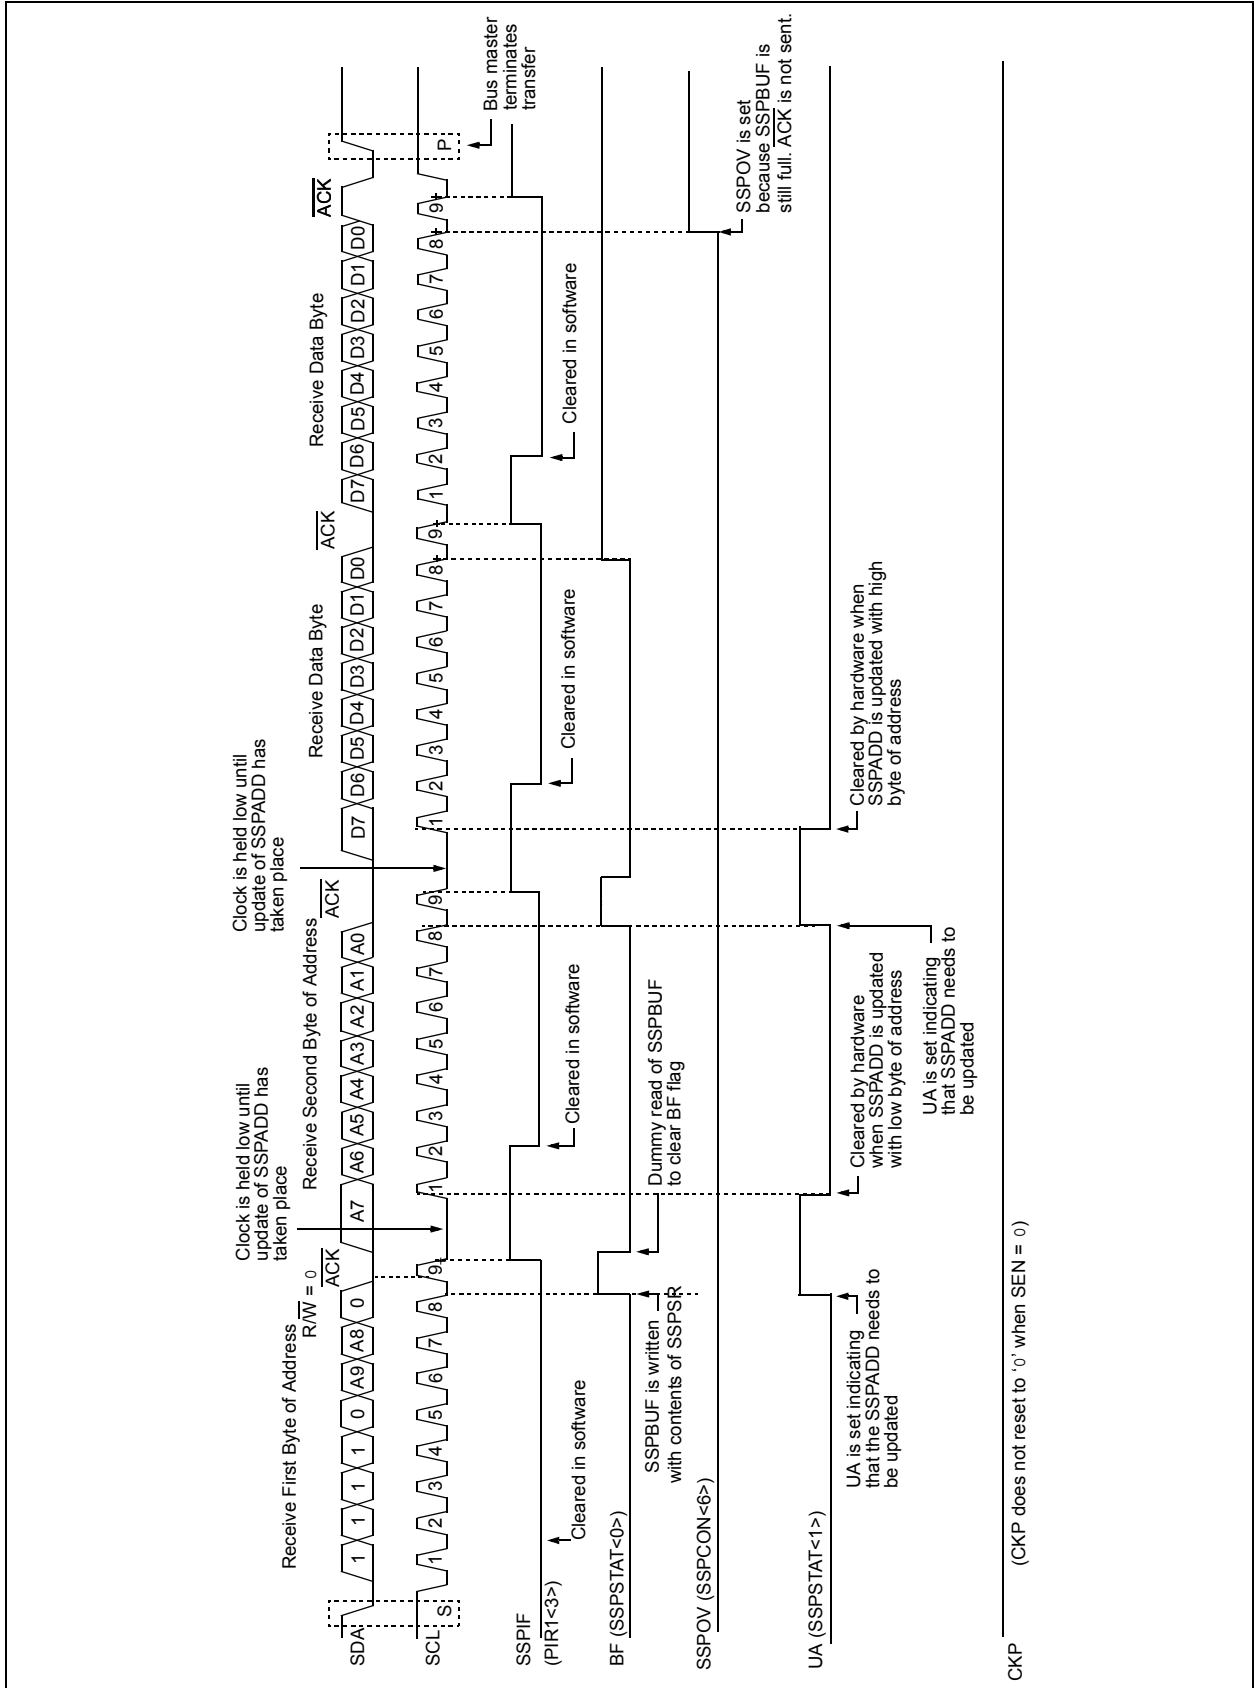 Receive First Byte of Address
R/W = 0
ACK
Clock is held low until
update of SSPADD has
taken place
Receive Second Byte of Address
ACK
Clock is held low until
update of SSPADD has
taken place
Receive Data Byte
ACK
Receive Data Byte
ACK
SDA
1 1 1 1 0 A9 A8 0 A7 A6 A5 A4 A3 A2 A1 A0 D7 D6 D5 D4 D3 D2 D1 D0 D7 D6 D5 D4 D3 D2 D1 D0
SCL
S 1 2 3 4 5 6 7 8 9 1 2 3 4 5 6 7 8 9 1 2 3 4 5 6 7 8 9 1 2 3 4 5 6 7 8 9 P
Bus master
terminates
transfer
SSPIF
(PIR1<3>)
Cleared in software
Cleared in software
Cleared in software
Cleared in software
BF (SSPSTAT<0>)
SSPBUF is written
with contents of SSPSR
Dummy read of SSPBUF
to clear BF flag
SSPOV (SSPCON<6>)
SSPOV is set
because SSPBUF is
still full. ACK is not sent.
UA (SSPSTAT<1>)
UA is set indicating
that the SSPADD needs to
be updated
Cleared by hardware
when SSPADD is updated
with low byte of address
UA is set indicating
that SSPADD needs to
be updated
Cleared by hardware when
SSPADD is updated with high
byte of address
CKP
(CKP does not reset to ‘0’ when SEN = 0)